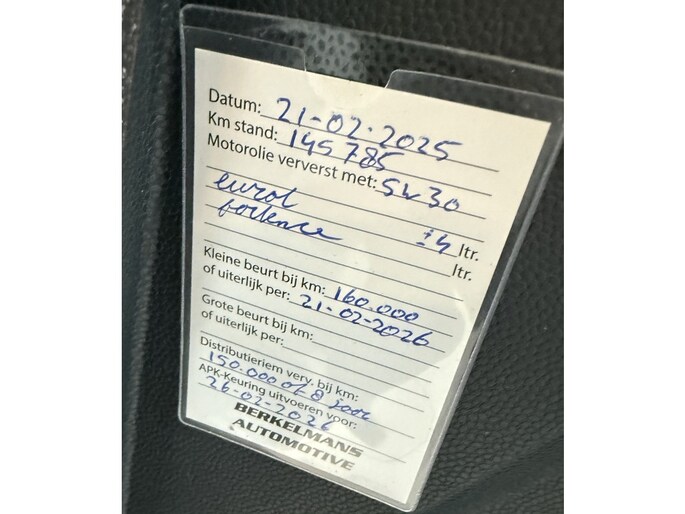 Datum: 21-02-2025
Km stand: 145785
Motorolie ververst met: 5w30
eurol ±4 ltr.
fortence ltr.
Kleine beurt bij km: 160.000
of uiterlijk per: 21-02-2026
Grote beurt bij km:
of uiterlijk per:
Distributieriem verv. bij km:
150.000 of 8
APK-Keuring uitvoeren voor:
26-02-2026
BERKELMANS
AUTOMOTIVE